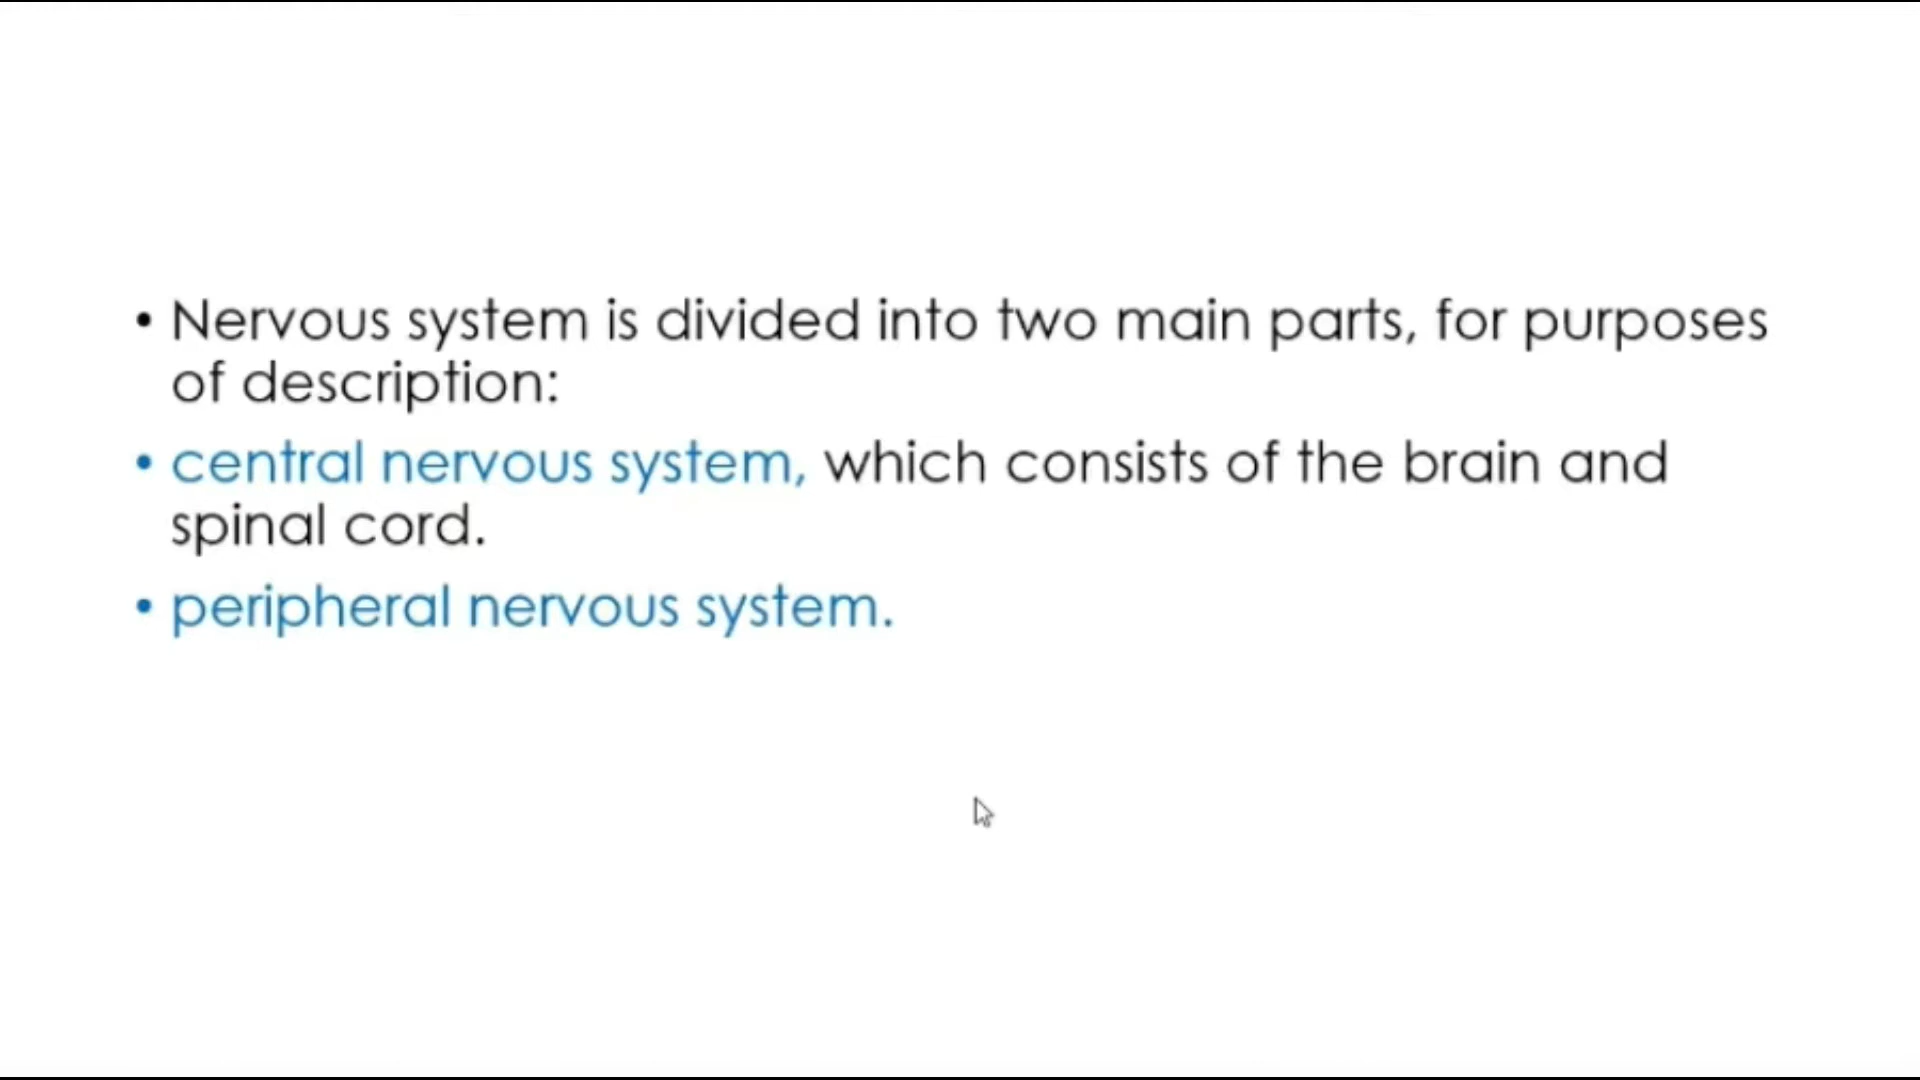 • Nervous system is divided into two main parts, for purposes
of description:
• central nervous system, which consists of the brain and
spinal cord.
• peripheral nervous system.